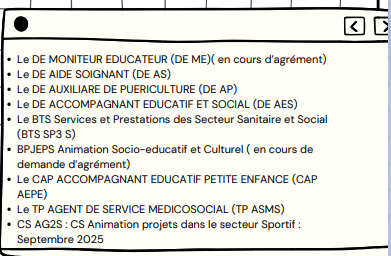 • Le DE MONITEUR EDUCATEUR (DE ME)( en cours d'agrément)
• Le DE AIDE SOIGNANT (DE AS)
• Le DE AUXILIARE DE PUERICULTURE (DE AP)
• Le DE ACCOMPAGNANT EDUCATIF ET SOCIAL (DE AES)
• Le BTS Services et Prestations des Secteur Sanitaire et Social
(BTS SP3 S)
• BPJEPS Animation Socio-educatif et Culturel ( en cours de
demande d'agrément)
• Le CAP ACCOMPAGNANT EDUCATIF PETITE ENFANCE (CAP
AEPE)
• Le TP AGENT DE SERVICE MEDICOSOCIAL (TP ASMS)
• CS AG2S : CS Animation projets dans le secteur Sportif :
Septembre 2025